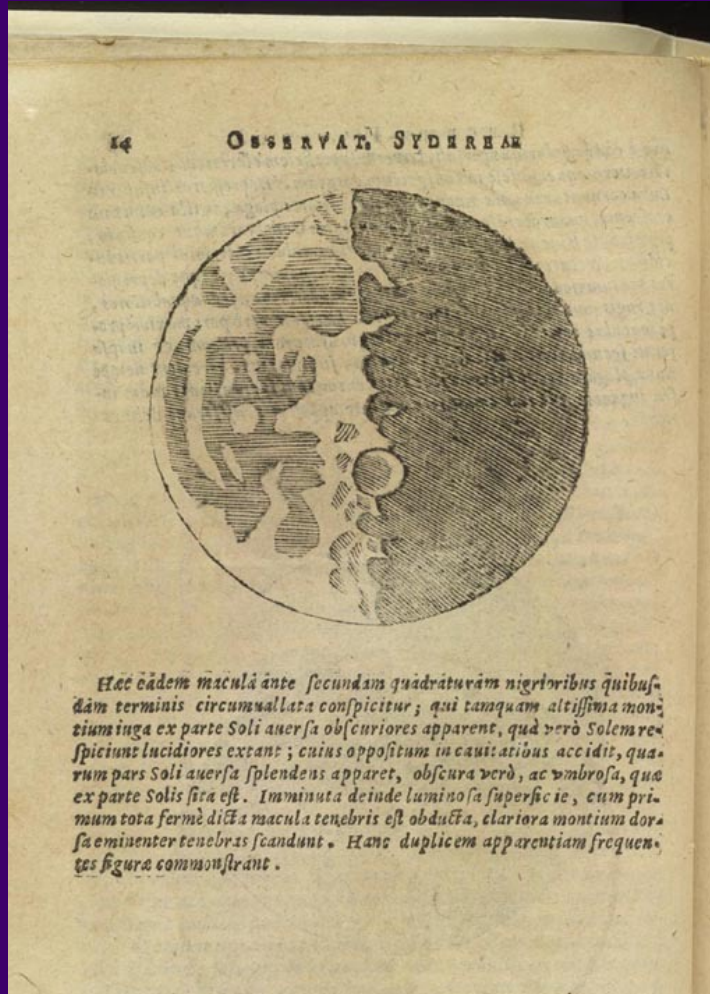 14 OBSERVAT. SYDEREAE
Hæc eadem macula ante ſecundam quadraturam nigrioribus quibuſ-
dam terminis circumuallata conſpicitur; qui tamquam altiſſima mon-
tium iuga ex parte Soli auerſa obſcuriores apparent, quà verò Solem re-
ſpiciunt lucidiores extant; cuius oppoſitum in cauitatibus accidit, qua-
rum pars Soli auerſa ſplendens apparet, obſcura verò, ac vmbroſa, quæ
ex parte Solis ſita eſt. Imminuta deinde luminoſa ſuperficie, cum pri-
mum tota fermè dicta macula tenebris eſt obducta, clariora montium dor-
ſa eminenter tenebras ſcandunt. Hanc duplicem apparentiam frequen-
tes figuræ commonſtrant.